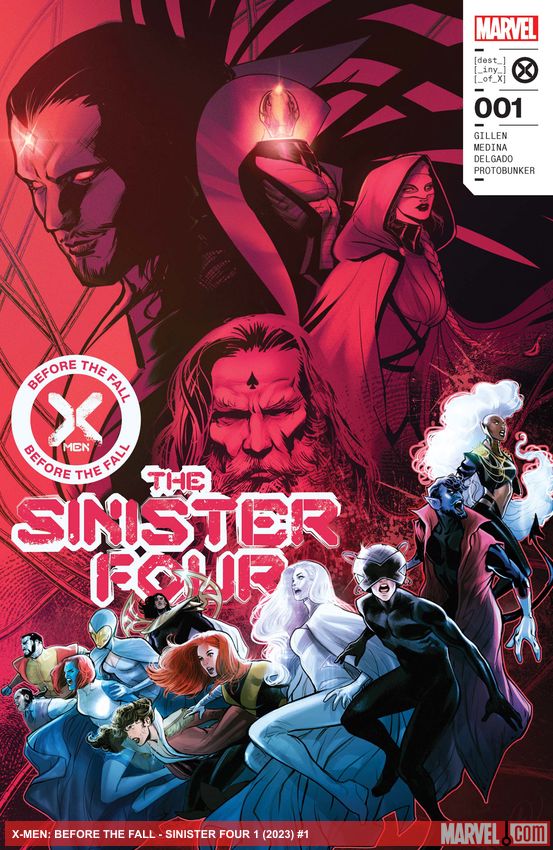 MARVEL
[dest_]
[_iny_]
[_of_X]
001
GILLEN
MEDINA
DELGADO
PROTOBUNKER
BEFORE THE FALL
X
MEN
BEFORE THE FALL
THE
SINISTER
FOUR
X-MEN: BEFORE THE FALL - SINISTER FOUR 1 (2023) #1
MARVEL.com